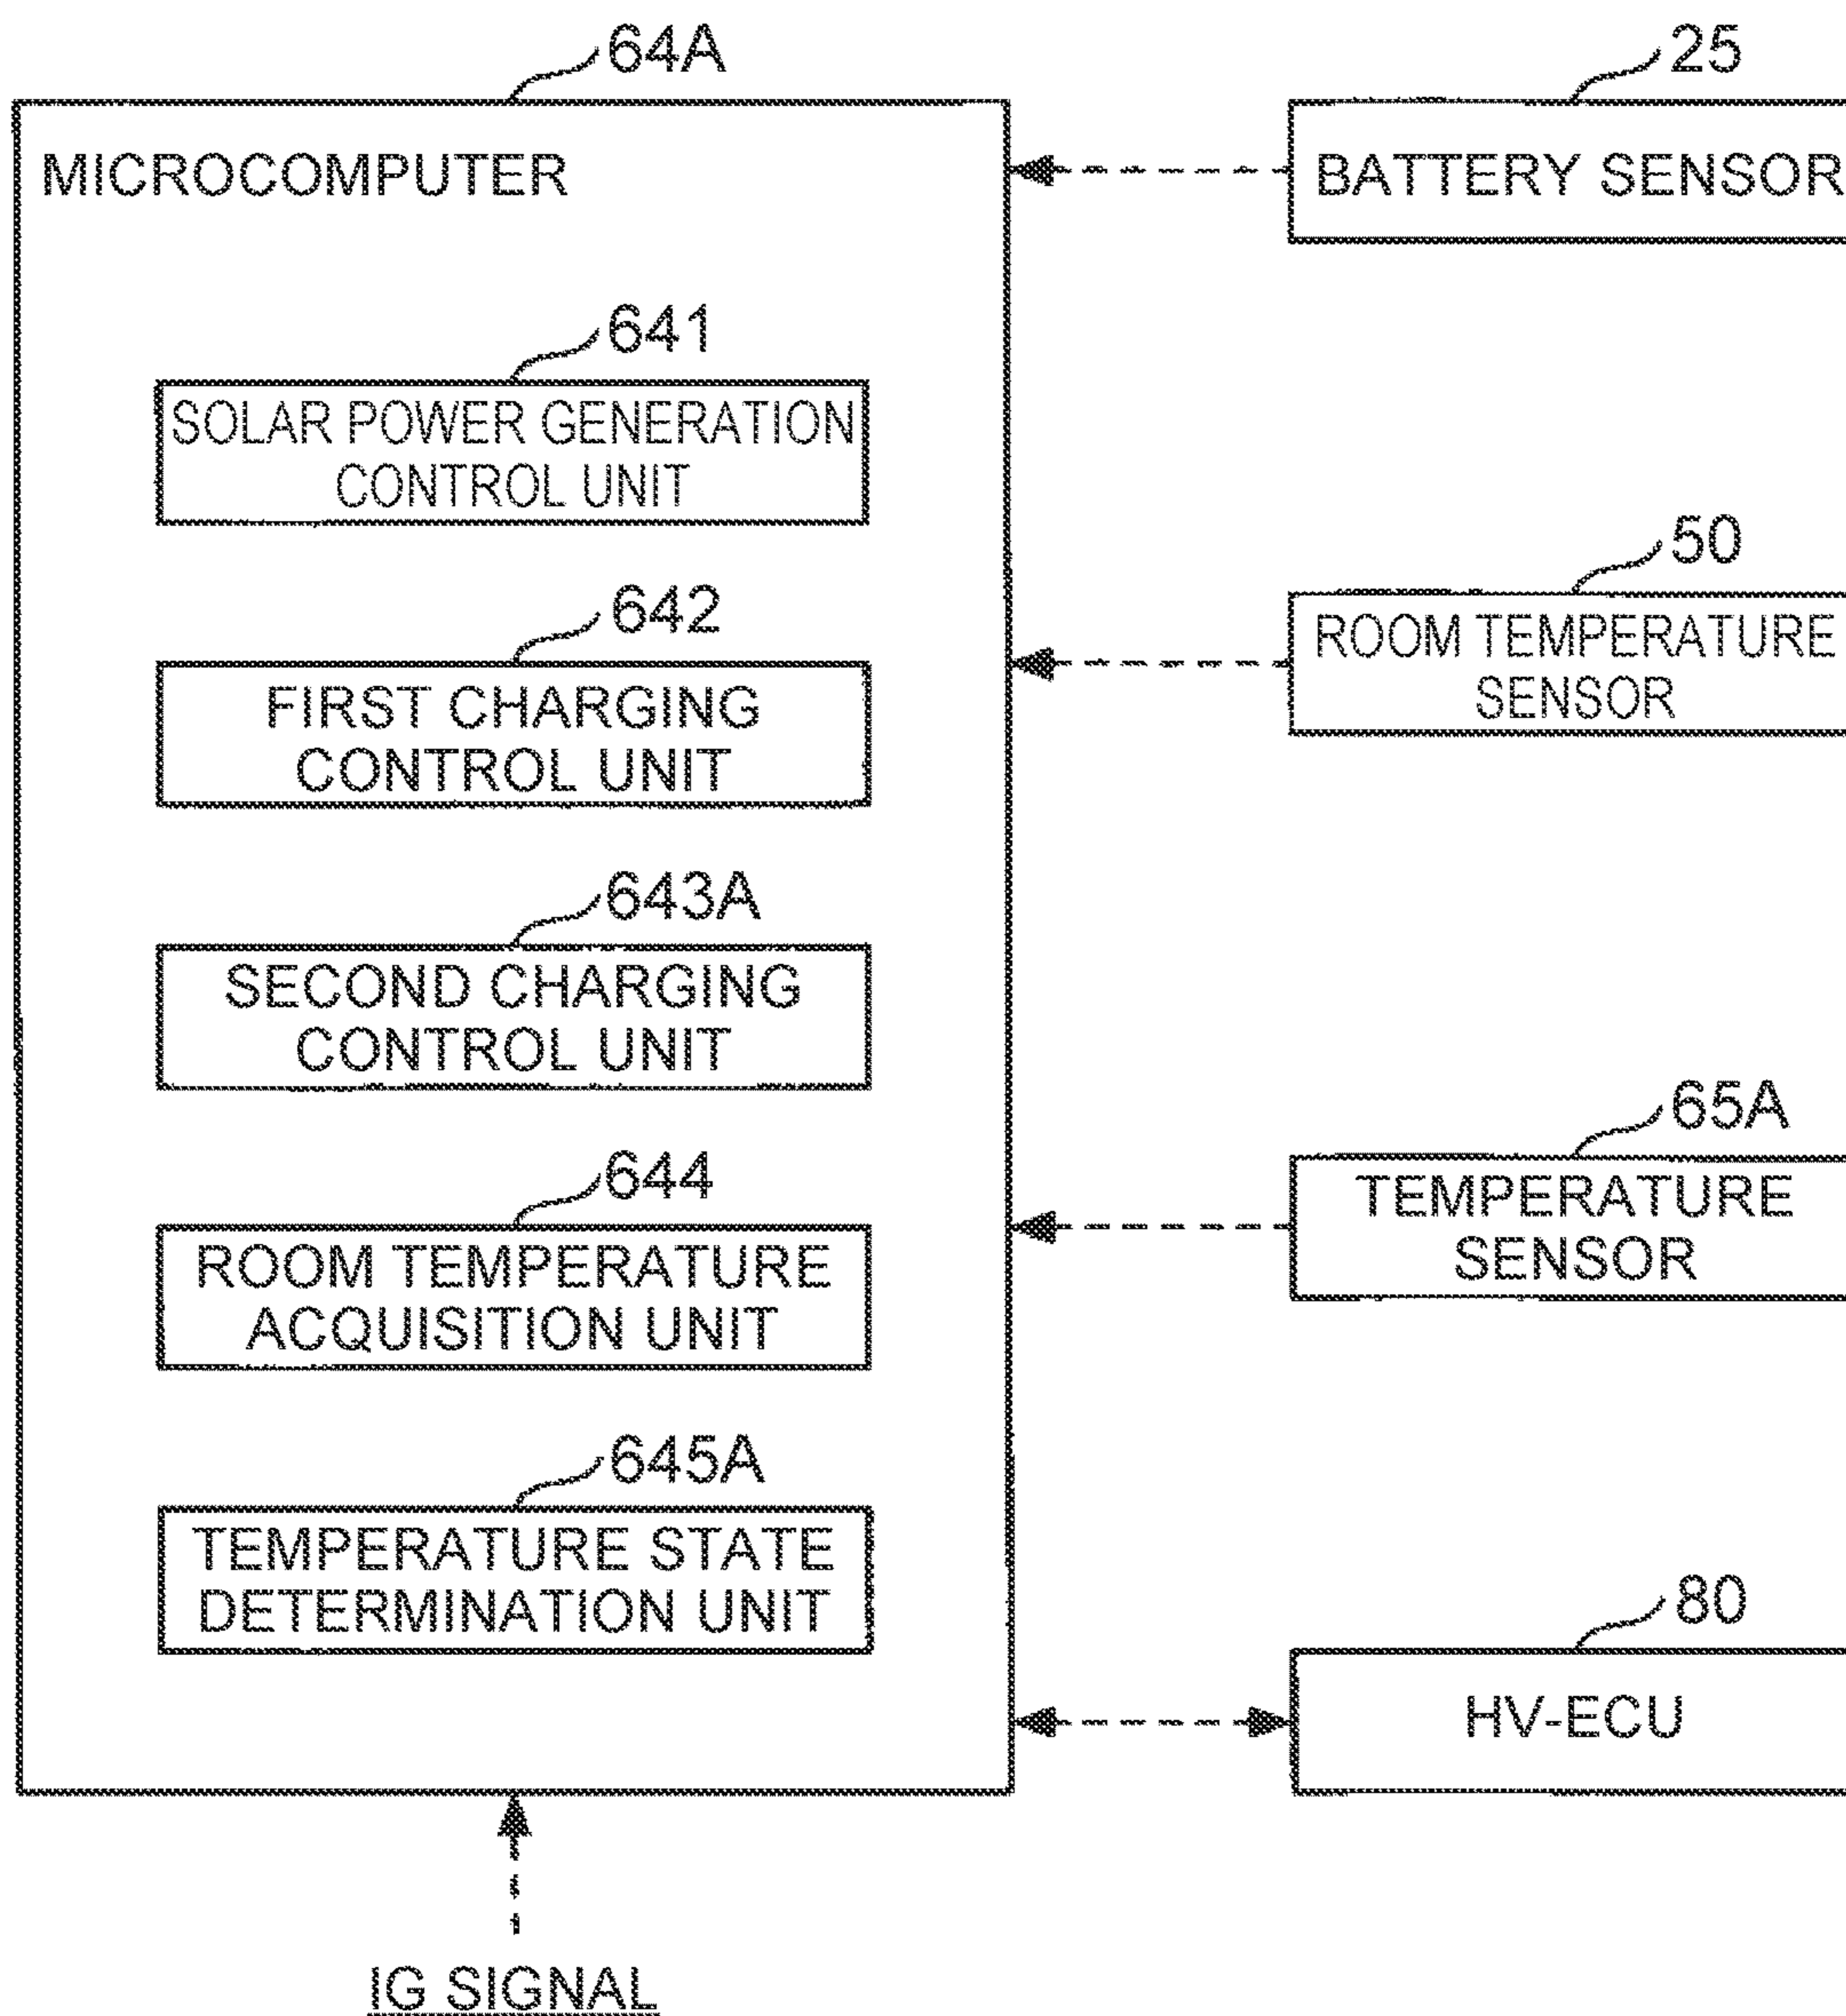 64A
MICROCOMPUTER
641
SOLAR POWER GENERATION
CONTROL UNIT
642
FIRST CHARGING
CONTROL UNIT
643A
SECOND CHARGING
CONTROL UNIT
644
ROOM TEMPERATURE
ACQUISITION UNIT
645A
TEMPERATURE STATE
DETERMINATION UNIT
25
BATTERY SENSOR
50
ROOM TEMPERATURE
SENSOR
65A
TEMPERATURE
SENSOR
80
HV-ECU
IG SIGNAL